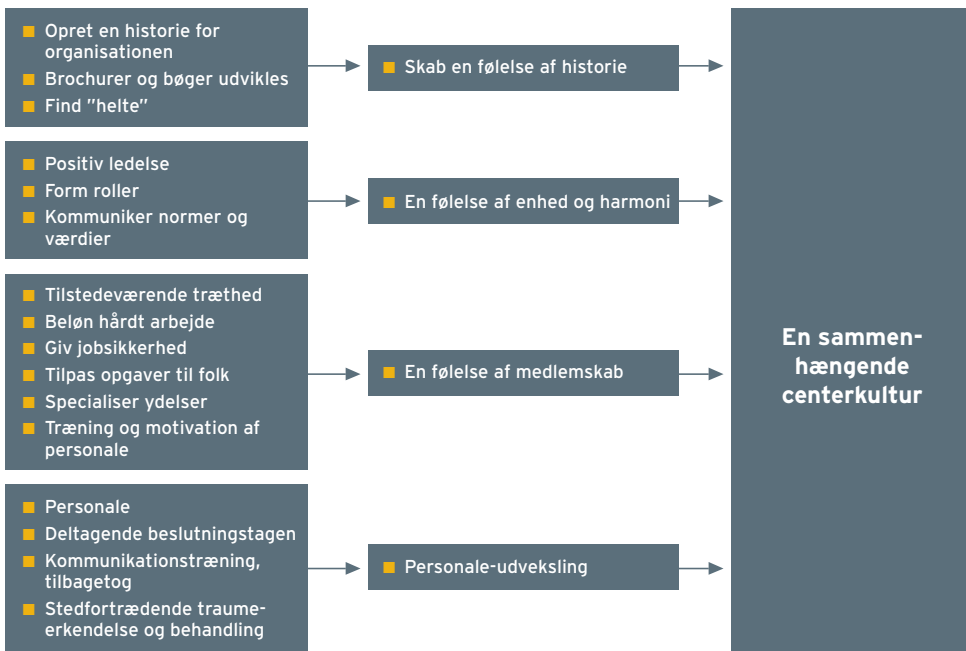 Opret en historie for
organisationen
Brochurer og bøger udvikles
Find ”helte”
Skab en følelse af historie
Positiv ledelse
Form roller
Kommuniker normer og
værdier
En følelse af enhed og harmoni
Tilstedeværende træthed
Beløn hårdt arbejde
Giv jobsikkerhed
Tilpas opgaver til folk
Specialiser ydelser
Træning og motivation af
personale
En følelse af medlemskab
Personale
Deltagende beslutningstagen
Kommunikationstræning,
tilbagetog
Stedfortrædende traume-
erkendelse og behandling
Personale-udveksling
En sammen-
hængende
centerkultur